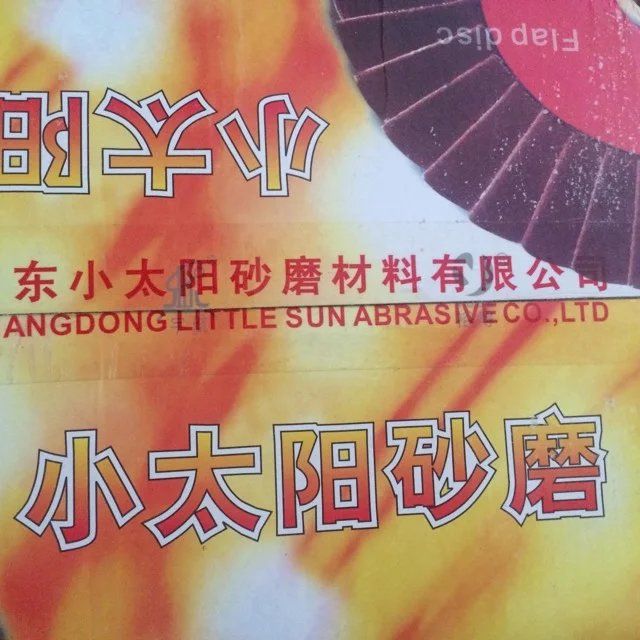 Flap disc
小太阳
东小太阳砂磨材料有限公司
ANGDONG LITTLE SUN ABRASIVE CO.,LTD
小太阳砂磨